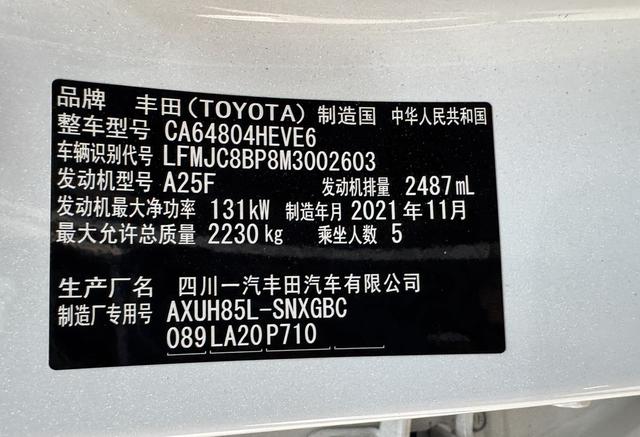 品牌 丰田(TOYOTA) 制造国 中华人民共和国
整车型号 CA64804HEVE6
车辆识别代号 LFMJC8BP8M3002603
发动机型号 A25F 发动机排量 2487mL
发动机最大净功率 131kW 制造年月 2021年11月
最大允许总质量 2230kg 乘坐人数 5
生产厂名 四川一汽丰田汽车有限公司
制造厂专用号 AXUH85L-SNXGBC
089 LA20 P710